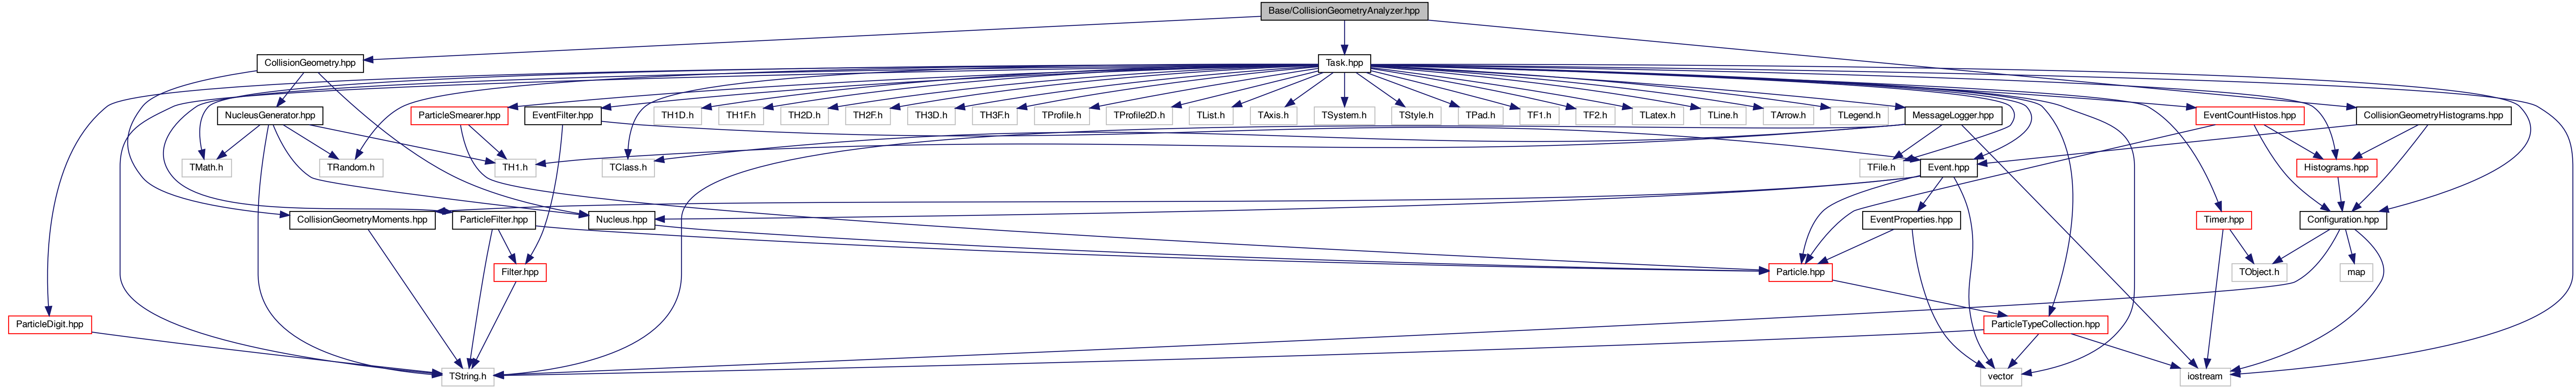 Base/CollisionGeometryAnalyzer.hpp
CollisionGeometry.hpp
Task.hpp
NucleusGenerator.hpp
ParticleSmearer.hpp
EventFilter.hpp
TH1D.h
TH1F.h
TH2D.h
TH2F.h
TH3D.h
TH3F.h
TProfile.h
TProfile2D.h
TList.h
TAxis.h
TSystem.h
TStyle.h
TPad.h
TF1.h
TF2.h
TLatex.h
TLine.h
TArrow.h
TLegend.h
MessageLogger.hpp
EventCountHistos.hpp
CollisionGeometryHistograms.hpp
TMath.h
TRandom.h
TH1.h
TClass.h
TFile.h
Event.hpp
Histograms.hpp
CollisionGeometryMoments.hpp
ParticleFilter.hpp
Nucleus.hpp
EventProperties.hpp
Timer.hpp
Configuration.hpp
Filter.hpp
Particle.hpp
TObject.h
map
ParticleDigit.hpp
ParticleTypeCollection.hpp
TString.h
vector
iostream